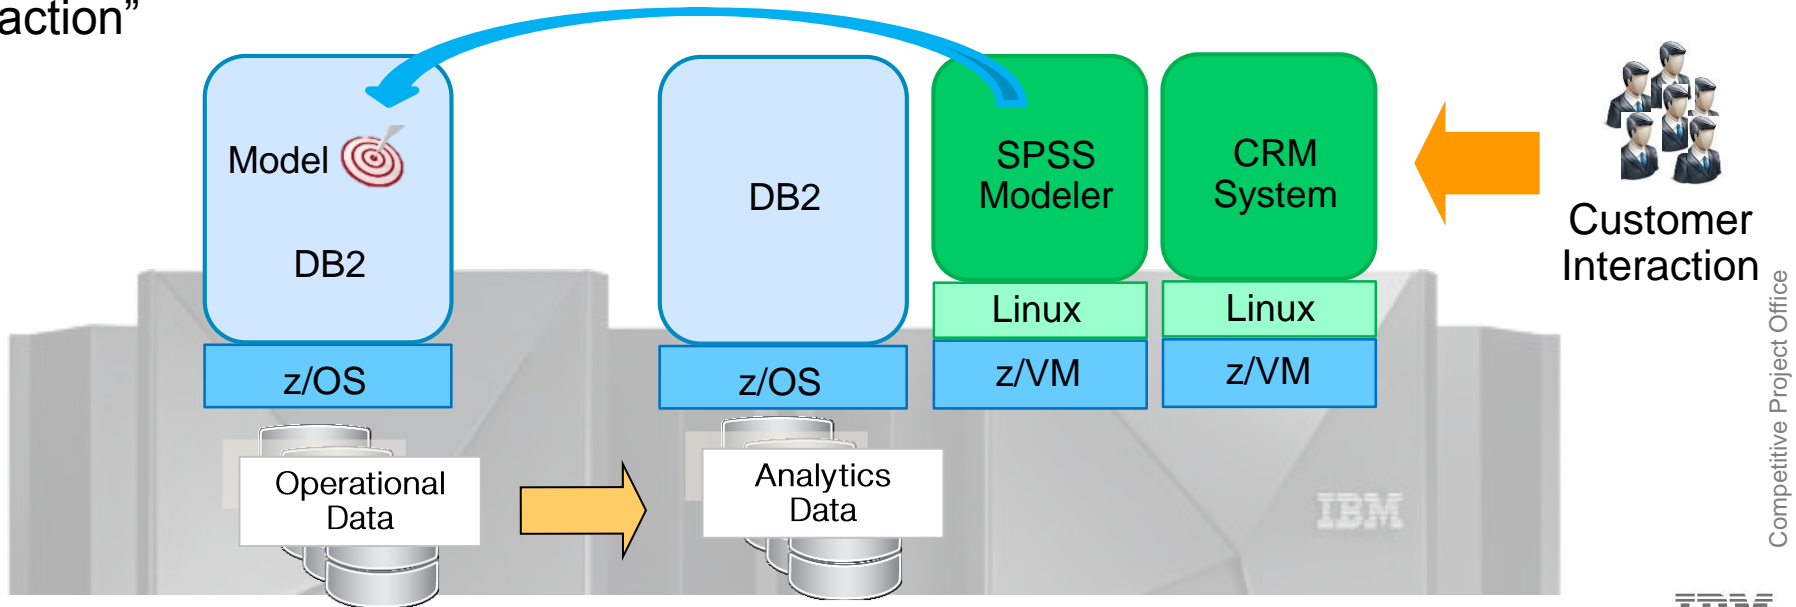 action”
Model
DB2
z/OS
DB2
z/OS
SPSS
Modeler
Linux
z/VM
CRM
System
Linux
z/VM
Customer
Interaction
Operational
Data
Analytics
Data
IBM
Competitive Project Office
IBM